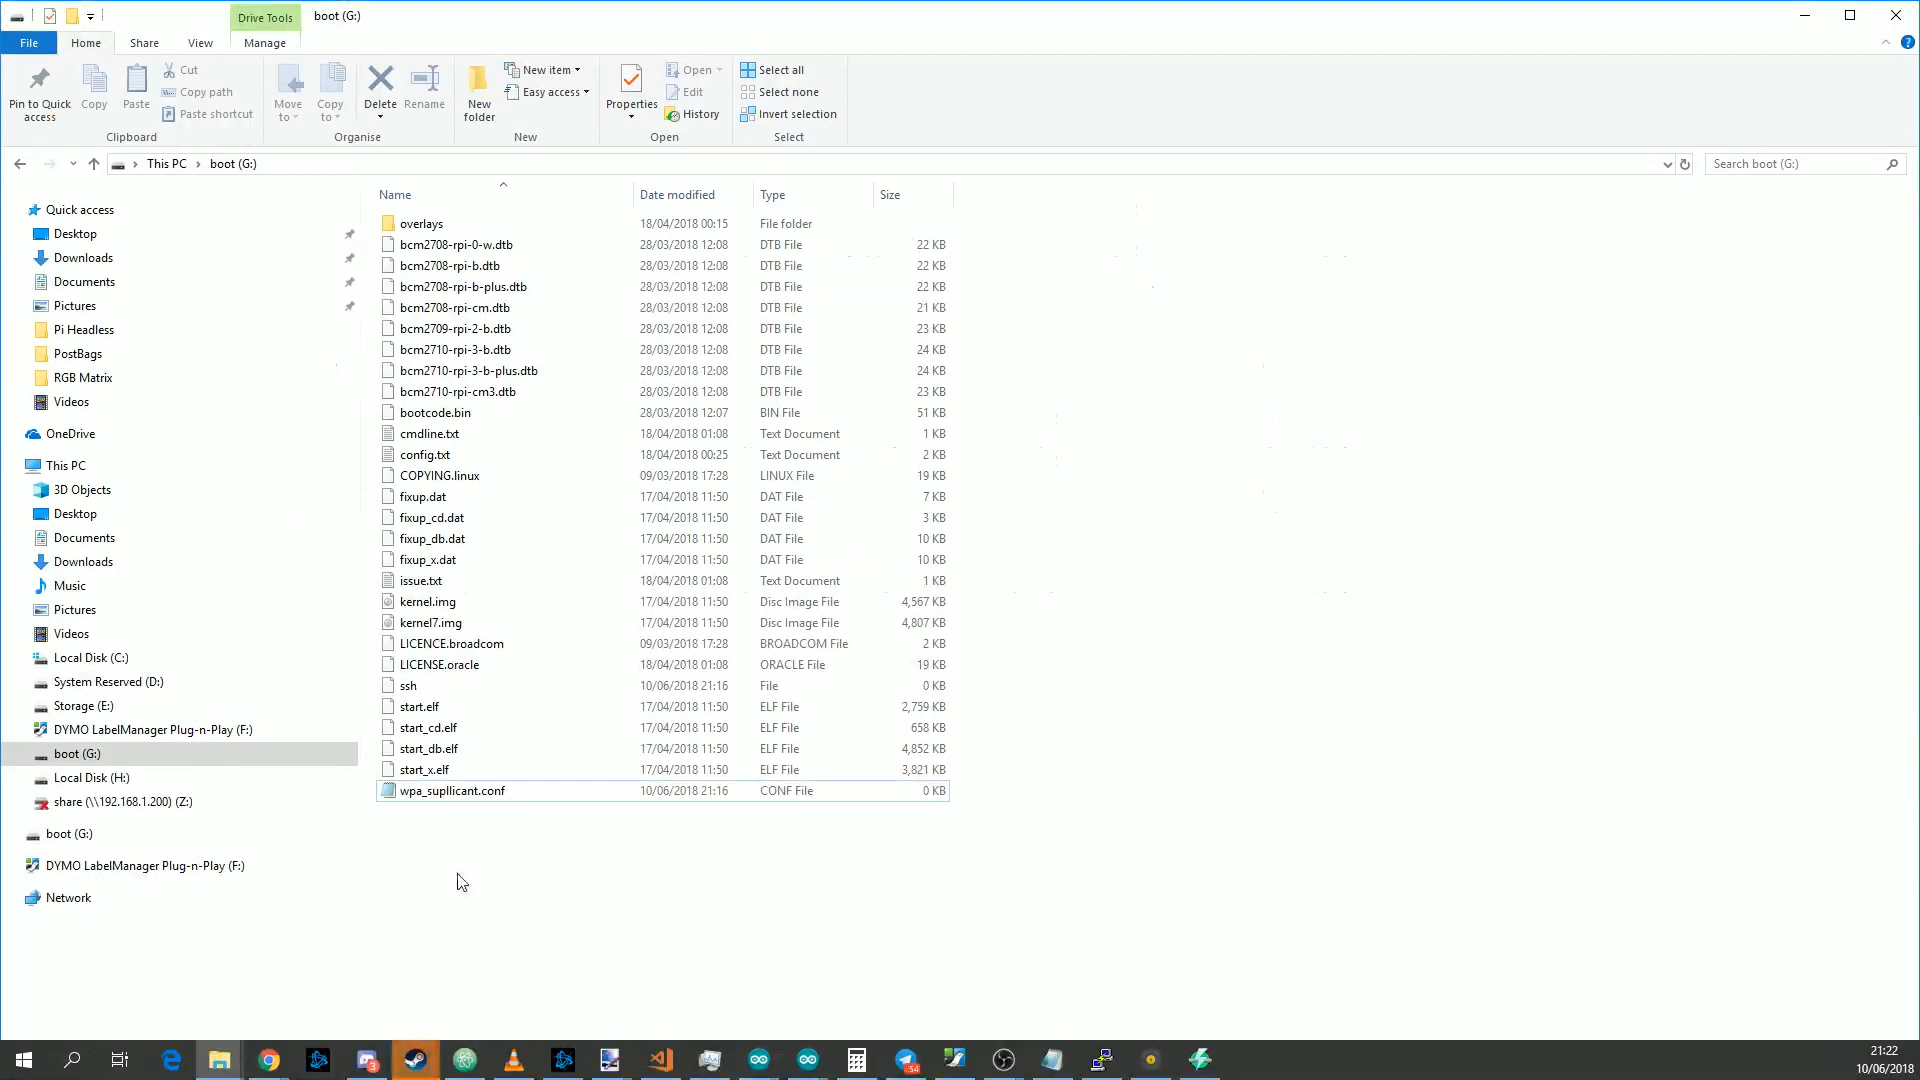 Drive Tools
boot (G:)
File
Home
Share
View
Manage
Pin to Quick access
Copy
Paste
Cut
Copy path
Paste shortcut
Clipboard
Move to
Copy to
Delete
Rename
Organise
New folder
New item
Easy access
New
Properties
Open
Edit
History
Open
Select all
Select none
Invert selection
Select
This PC
boot (G:)
Search boot (G:)
Quick access
Desktop
Downloads
Documents
Pictures
Pi Headless
PostBags
RGB Matrix
Videos
OneDrive
This PC
3D Objects
Desktop
Documents
Downloads
Music
Pictures
Videos
Local Disk (C:)
System Reserved (D:)
Storage (E:)
DYMO LabelManager Plug-n-Play (F:)
boot (G:)
Local Disk (H:)
share (\\192.168.1.200) (Z:)
boot (G:)
DYMO LabelManager Plug-n-Play (F:)
Network
Name Date modified Type Size
overlays 18/04/2018 00:15 File folder
bcm2708-rpi-0-w.dtb 28/03/2018 12:08 DTB File 22 KB
bcm2708-rpi-b.dtb 28/03/2018 12:08 DTB File 22 KB
bcm2708-rpi-b-plus.dtb 28/03/2018 12:08 DTB File 22 KB
bcm2708-rpi-cm.dtb 28/03/2018 12:08 DTB File 21 KB
bcm2709-rpi-2-b.dtb 28/03/2018 12:08 DTB File 23 KB
bcm2710-rpi-3-b.dtb 28/03/2018 12:08 DTB File 24 KB
bcm2710-rpi-3-b-plus.dtb 28/03/2018 12:08 DTB File 24 KB
bcm2710-rpi-cm3.dtb 28/03/2018 12:08 DTB File 23 KB
bootcode.bin 28/03/2018 12:07 BIN File 51 KB
cmdline.txt 18/04/2018 01:08 Text Document 1 KB
config.txt 18/04/2018 00:25 Text Document 2 KB
COPYING.linux 09/03/2018 17:28 LINUX File 19 KB
fixup.dat 17/04/2018 11:50 DAT File 7 KB
fixup_cd.dat 17/04/2018 11:50 DAT File 3 KB
fixup_db.dat 17/04/2018 11:50 DAT File 10 KB
fixup_x.dat 17/04/2018 11:50 DAT File 10 KB
issue.txt 18/04/2018 01:08 Text Document 1 KB
kernel.img 17/04/2018 11:50 Disc Image File 4,567 KB
kernel7.img 17/04/2018 11:50 Disc Image File 4,807 KB
LICENCE.broadcom 09/03/2018 17:28 BROADCOM File 2 KB
LICENSE.oracle 18/04/2018 01:08 ORACLE File 19 KB
ssh 10/06/2018 21:16 File 0 KB
start.elf 17/04/2018 11:50 ELF File 2,759 KB
start_cd.elf 17/04/2018 11:50 ELF File 658 KB
start_db.elf 17/04/2018 11:50 ELF File 4,852 KB
start_x.elf 17/04/2018 11:50 ELF File 3,821 KB
wpa_supllicant.conf 10/06/2018 21:16 CONF File 0 KB
3
54
21:22
10/06/2018